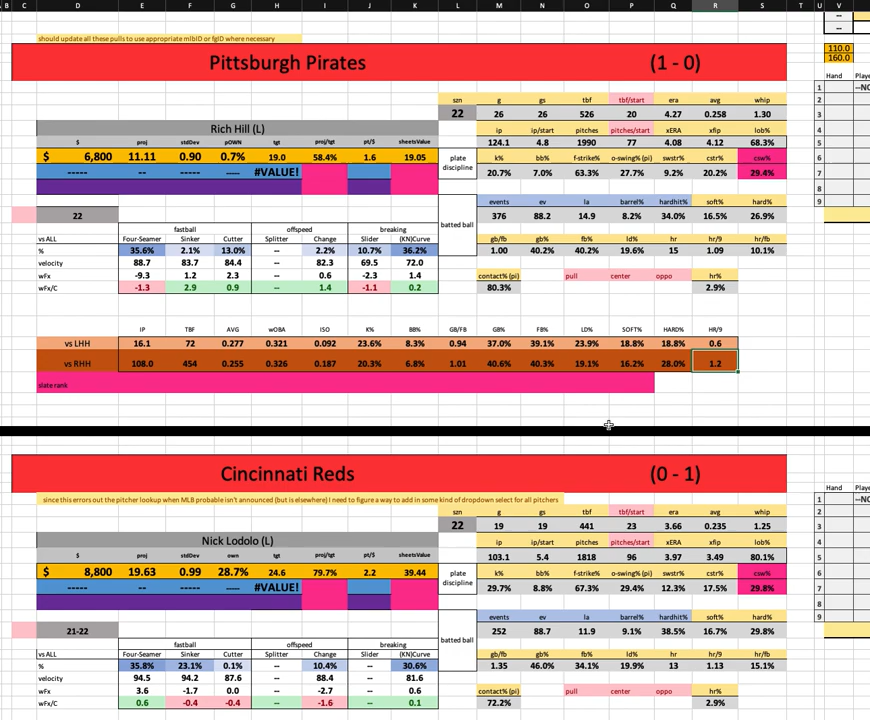 B C D E F G H I J K L M N O P Q R S T U V X
--
should update all these pulls to use appropriate mlbID or fgID where necessary --
Pittsburgh Pirates (1 - 0) 110.0
160.0
Hand Playe
szn g gs tbf tbf/start era avg whip 1 --NO
22 26 26 526 20 4.27 0.258 1.30 2
Rich Hill (L) ip ip/start pitches pitches/start xERA xfip lob% 3
$ proj stdDev pOWN tgt proj/tgt pt/$ sheetsValue 124.1 4.8 1990 77 4.08 4.12 68.3% 4
$ 6,800 11.11 0.90 0.7% 19.0 58.4% 1.6 19.05 plate discipline k% bb% f-strike% o-swing% (pi) swstr% cstr% csw% 5
----- -- ----- ----- #VALUE! 20.7% 7.0% 63.3% 27.7% 9.2% 20.2% 29.4% 6
7
22 batted ball events ev la barrel% hardhit% soft% hard% 8
376 88.2 14.9 8.2% 34.0% 16.5% 26.9% 9
fastball offspeed breaking
vs ALL Four-Seamer Sinker Cutter Splitter Change Slider (KN)Curve gb/fb gb% fb% ld% hr hr/9 hr/fb
% 35.6% 2.1% 13.0% -- 2.2% 10.7% 36.2% 1.00 40.2% 40.2% 19.6% 15 1.09 10.1%
velocity 88.7 83.7 84.4 -- 82.3 69.5 72.0
wFx -9.3 1.2 2.3 -- 0.6 -2.3 1.4 contact% (pi) pull center oppo hr%
wFx/C -1.3 2.9 0.9 -- 1.4 -1.1 0.2 80.3% 2.9%
IP TBF AVG wOBA ISO K% BB% GB/FB GB% FB% LD% SOFT% HARD% HR/9
vs LHH 16.1 72 0.277 0.321 0.092 23.6% 8.3% 0.94 37.0% 39.1% 23.9% 18.8% 18.8% 0.6
vs RHH 108.0 454 0.255 0.326 0.187 20.3% 6.8% 1.01 40.6% 40.3% 19.1% 16.2% 28.0% 1.2
slate rank
Cincinnati Reds (0 - 1)
Hand Playe
since this errors out the pitcher lookup when MLB probable isn't announced (but is elsewhere) I need to figure a way to add in some kind of dropdown select for all pitchers 1 --NO
szn g gs tbf tbf/start era avg whip 2
22 19 19 441 23 3.66 0.235 1.25 3
Nick Lodolo (L) ip ip/start pitches pitches/start xERA xfip lob% 4
$ proj stdDev own tgt proj/tgt pt/$ sheetsValue 103.1 5.4 1818 96 3.97 3.49 80.1% 5
$ 8,800 19.63 0.99 28.7% 24.6 79.7% 2.2 39.44 plate discipline k% bb% f-strike% o-swing% (pi) swstr% cstr% csw% 6
----- -- ----- ----- #VALUE! 29.7% 8.8% 67.3% 29.4% 12.3% 17.5% 29.8% 7
8
21-22 batted ball events ev la barrel% hardhit% soft% hard% 9
252 88.7 11.9 9.1% 38.5% 16.7% 29.8%
fastball offspeed breaking
vs ALL Four-Seamer Sinker Cutter Splitter Change Slider (KN)Curve gb/fb gb% fb% ld% hr hr/9 hr/fb
% 35.8% 23.1% 0.1% -- 10.4% -- 30.6% 1.35 46.0% 34.1% 19.9% 13 1.13 15.1%
velocity 94.5 94.2 87.6 -- 88.4 -- 81.6
wFx 3.6 -1.7 0.0 -- -2.7 -- 0.6 contact% (pi) pull center oppo hr%
wFx/C 0.6 -0.4 -0.4 -- -1.6 -- 0.1 72.2% 2.9%